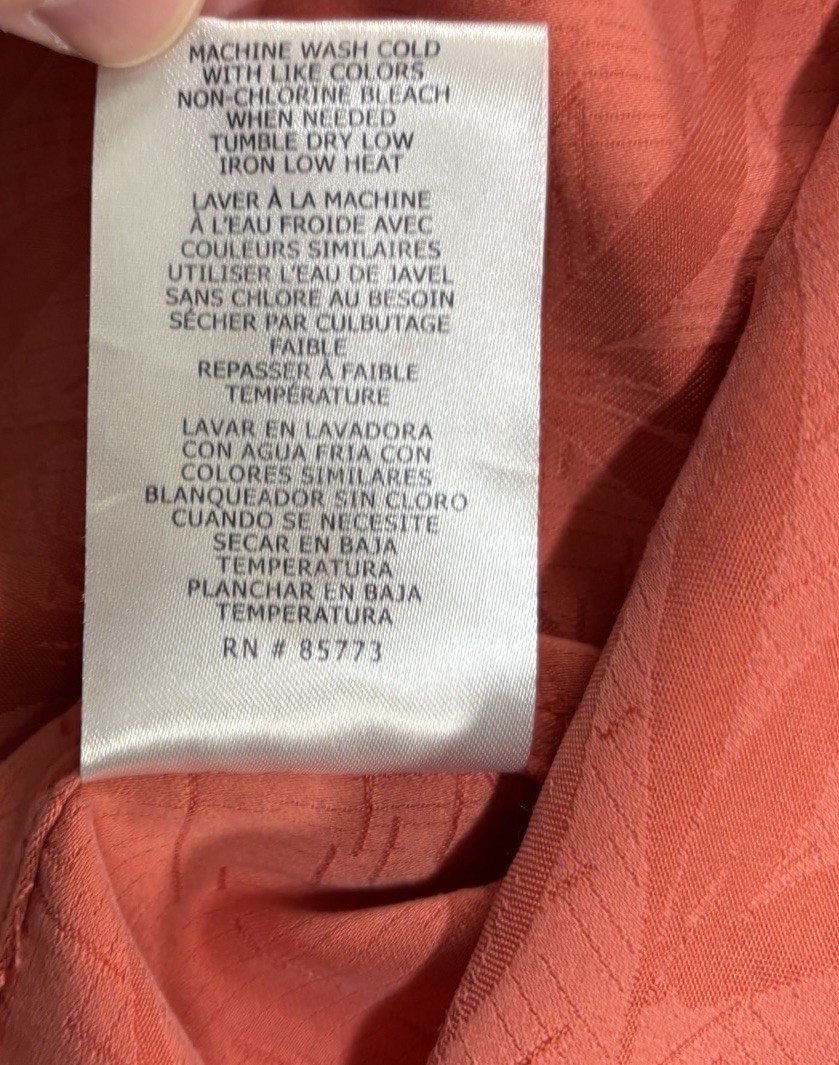 MACHINE WASH COLD
WITH LIKE COLORS
NON-CHLORINE BLEACH
WHEN NEEDED
TUMBLE DRY LOW
IRON LOW HEAT
LAVER À LA MACHINE
À L'EAU FROIDE AVEC
COULEURS SIMILAIRES
UTILISER L'EAU DE JAVEL
SANS CHLORE AU BESOIN
SÉCHER PAR CULBUTAGE
FAIBLE
REPASSER À FAIBLE
TEMPÉRATURE
LAVAR EN LAVADORA
CON AGUA FRIA CON
COLORES SIMILARES
BLANQUEADOR SIN CLORO
CUANDO SE NECESITE
SECAR EN BAJA
TEMPERATURA
PLANCHAR EN BAJA
TEMPERATURA
RN # 85773